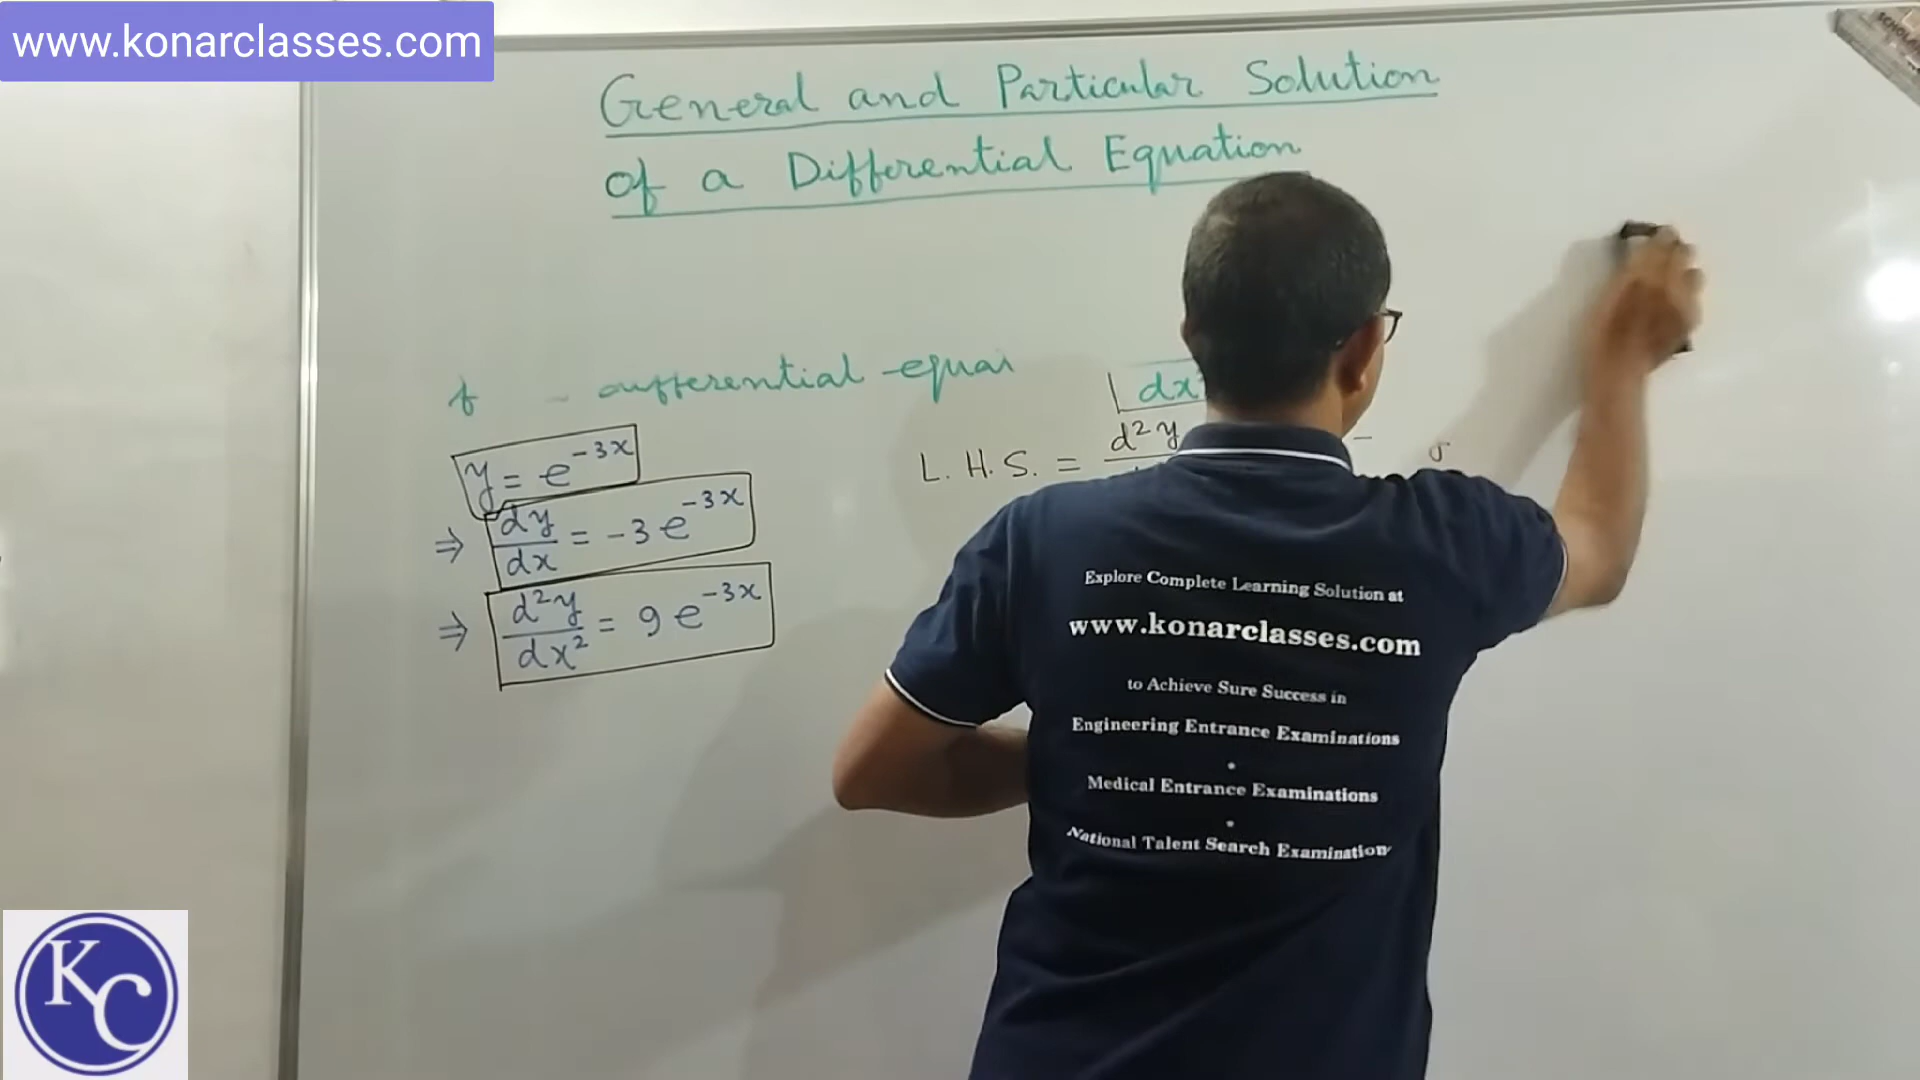 www.konarclasses.com
General and Particular Solution
of a Differential Equation
differential
dx
y = e^{-3x}
⇒ dy/dx = -3e^{-3x}
⇒ d²y/dx² = 9e^{-3x}
L. H. S. = d²y
Explore Complete Learning Solution at
www.konarclasses.com
to Achieve Sure Success in
Engineering Entrance Examinations
•
Medical Entrance Examinations
•
National Talent Search Examination
KC